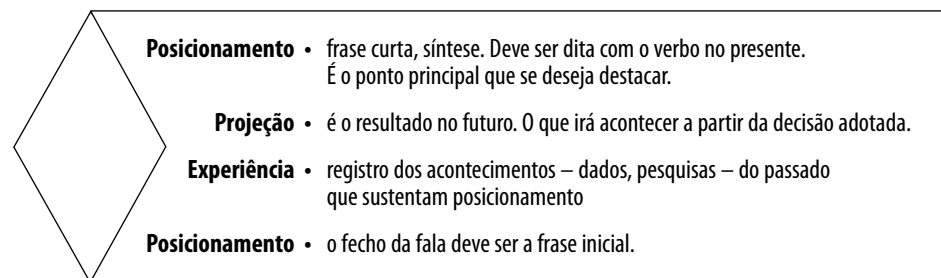 Posicionamento • frase curta, síntese. Deve ser dita com o verbo no presente.
É o ponto principal que se deseja destacar.
Projeção • é o resultado no futuro. O que irá acontecer a partir da decisão adotada.
Experiência • registro dos acontecimentos – dados, pesquisas – do passado
que sustentam posicionamento
Posicionamento • o fecho da fala deve ser a frase inicial.